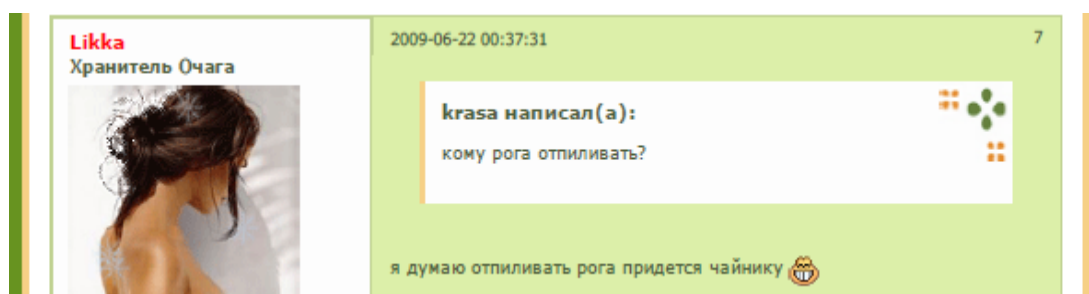 Likka
Хранитель Очага
2009-06-22 00:37:31
7
krasa написал(а):
кому рога отпиливать?
я думаю отпиливать рога придется чайнику